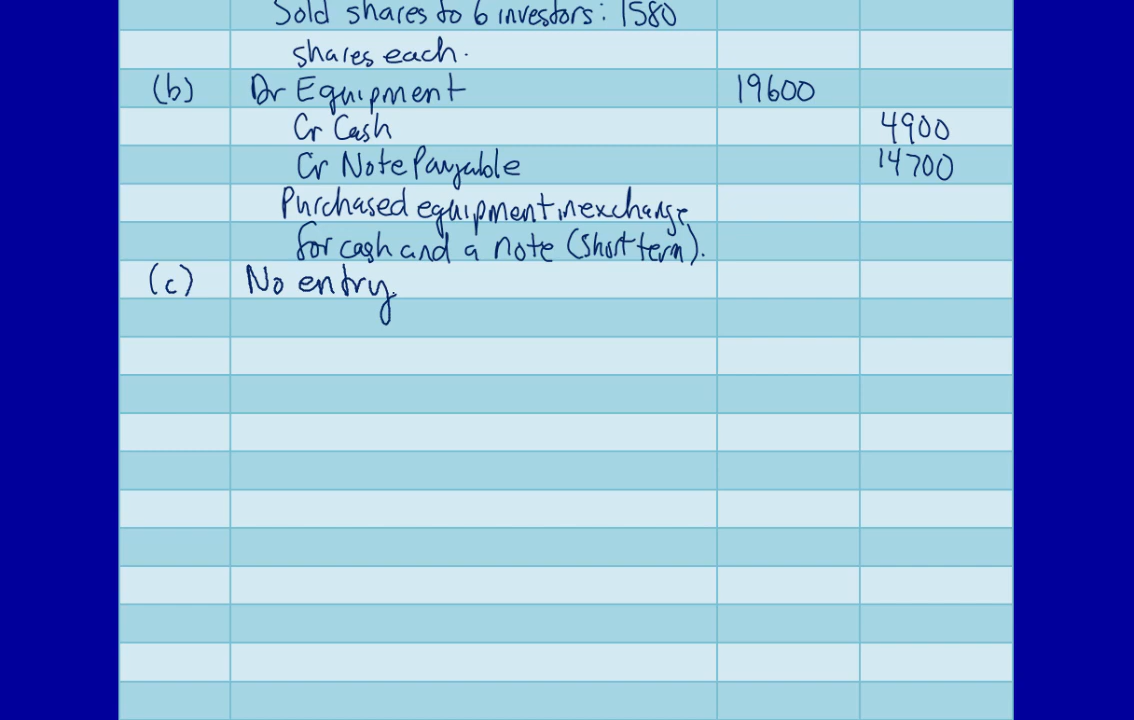 Sold shares to 6 investors: 1580
shares each.
(b) Dr Equipment 19600
Cr Cash 4900
Cr Note Payable 14700
Purchased equipment in exchange
for cash and a note (short term).
(c) No entry.